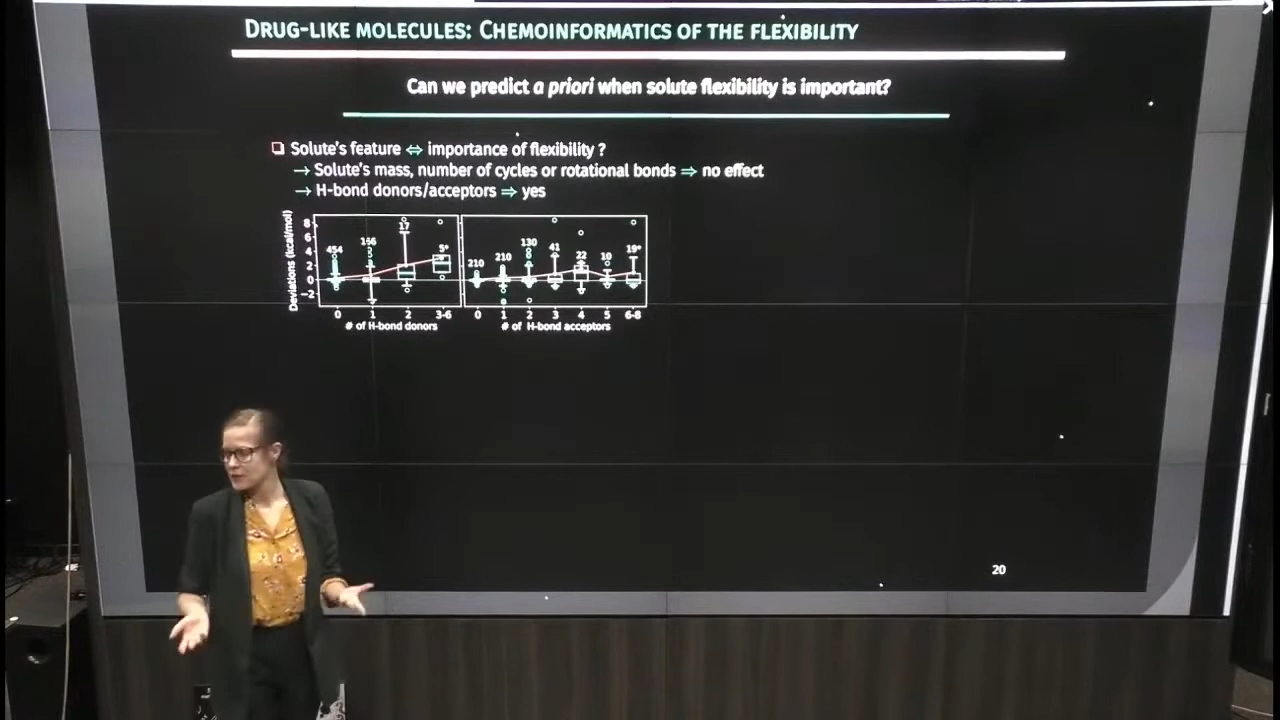 DRUG-LIKE MOLECULES: CHEMOINFORMATICS OF THE FLEXIBILITY
Can we predict a priori when solute flexibility is important?
❑ Solute's feature ⇔ importance of flexibility ?
→ Solute's mass, number of cycles or rotational bonds ⇒ no effect
→ H-bond donors/acceptors ⇒ yes
Deviations (kcal/mol)
8
6
4
2
0
−2
454
166
17
5*
210
210
130
41
22
10
19*
0 1 2 3-6
0 1 2 3 4 5 6-8
# of H-bond donors
# of H-bond acceptors
20